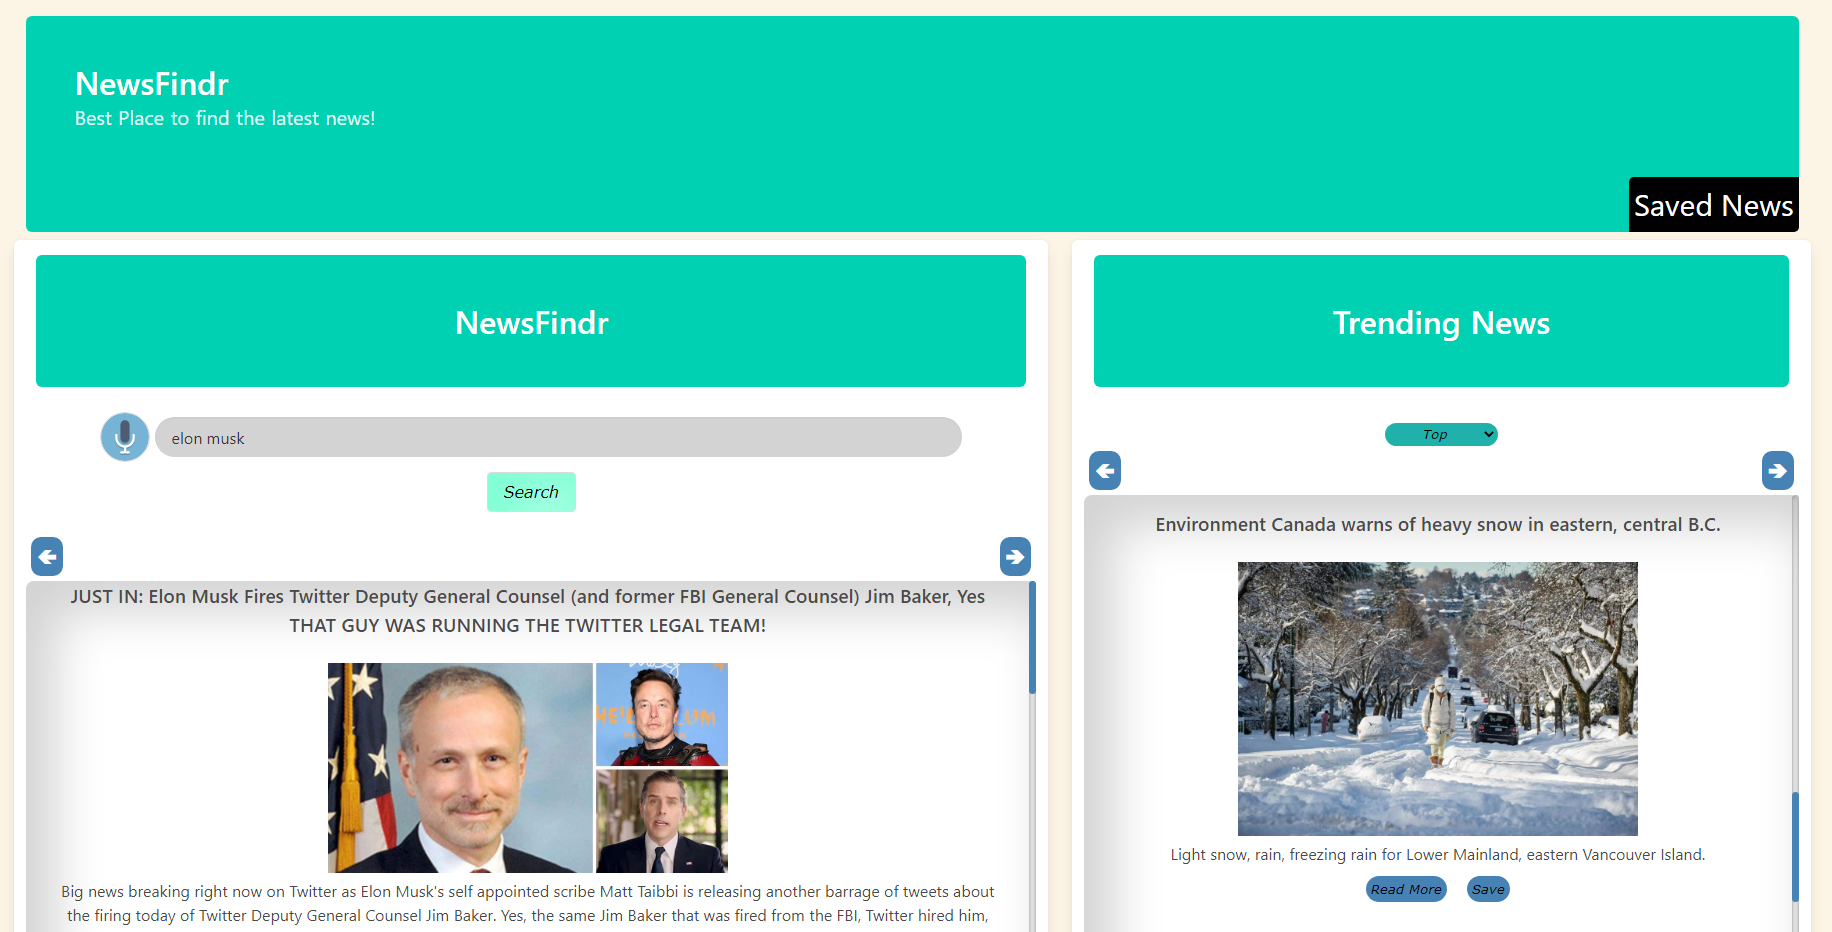 NewsFindr
Best Place to find the latest news!
Saved News
NewsFindr
elon musk
Search
JUST IN: Elon Musk Fires Twitter Deputy General Counsel (and former FBI General Counsel) Jim Baker, Yes
THAT GUY WAS RUNNING THE TWITTER LEGAL TEAM!
Big news breaking right now on Twitter as Elon Musk's self appointed scribe Matt Taibbi is releasing another barrage of tweets about
the firing today of Twitter Deputy General Counsel Jim Baker. Yes, the same Jim Baker that was fired from the FBI, Twitter hired him,
Trending News
Top
Environment Canada warns of heavy snow in eastern, central B.C.
Light snow, rain, freezing rain for Lower Mainland, eastern Vancouver Island.
Read More Save